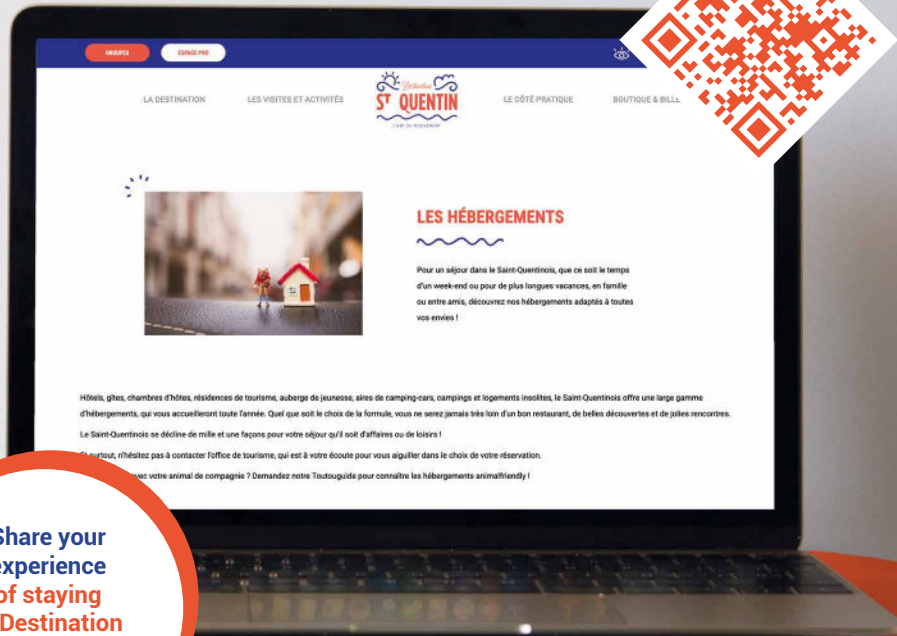 GROUPES
ESPACE PRO
LA DESTINATION
LES VISITES ET ACTIVITÉS
Destination
ST QUENTIN
LE CÔTÉ PRATIQUE
BOUTIQUE & BILLE
LES HÉBERGEMENTS
Pour un séjour dans le Saint-Quentinois, que ce soit le temps
d'un week-end ou pour de plus longues vacances, en famille
ou entre amis, découvrez nos hébergements adaptés à toutes
vos envies !
Hôtels, gîtes, chambres d'hôtes, résidences de tourisme, auberge de jeunesse, aires de camping-cars, campings et logements insolites, le Saint-Quentinois offre une large gamme
d'hébergements, qui vous accueilleront toute l'année. Quel que soit le choix de la formule, vous ne serez jamais très loin d'un bon restaurant, de belles découvertes et de jolies rencontres.
Le Saint-Quentinois se décline de mille et une façons pour votre séjour qu'il soit d'affaires ou de loisirs !
surtout, n'hésitez pas à contacter l'office de tourisme, qui est à votre écoute pour vous aiguiller dans le choix de votre réservation.
avec votre animal de compagnie ? Demandez notre Toutouguide pour connaître les hébergements animalfriendly !
Share your
experience
of staying
Destination